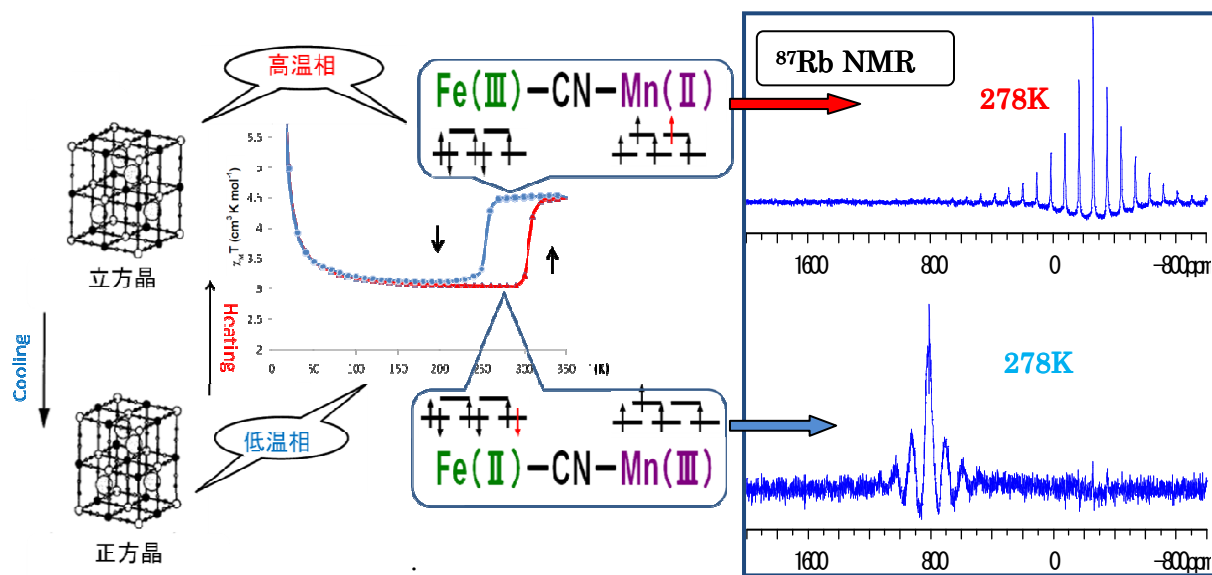 高温相
Fe(Ⅲ)－CN－Mn(Ⅱ)
⁸⁷Rb NMR
278K
立方晶
χM T (cm³ K mol⁻¹)
5.5
5
4.5
4
3.5
3
2.5
2
0 50 100 150 200 250 300 350 T(K)
Heating
Cooling
1600 800 0 -800ppm
278K
低温相
Fe(Ⅱ)－CN－Mn(Ⅲ)
正方晶
1600 800 0 -800ppm